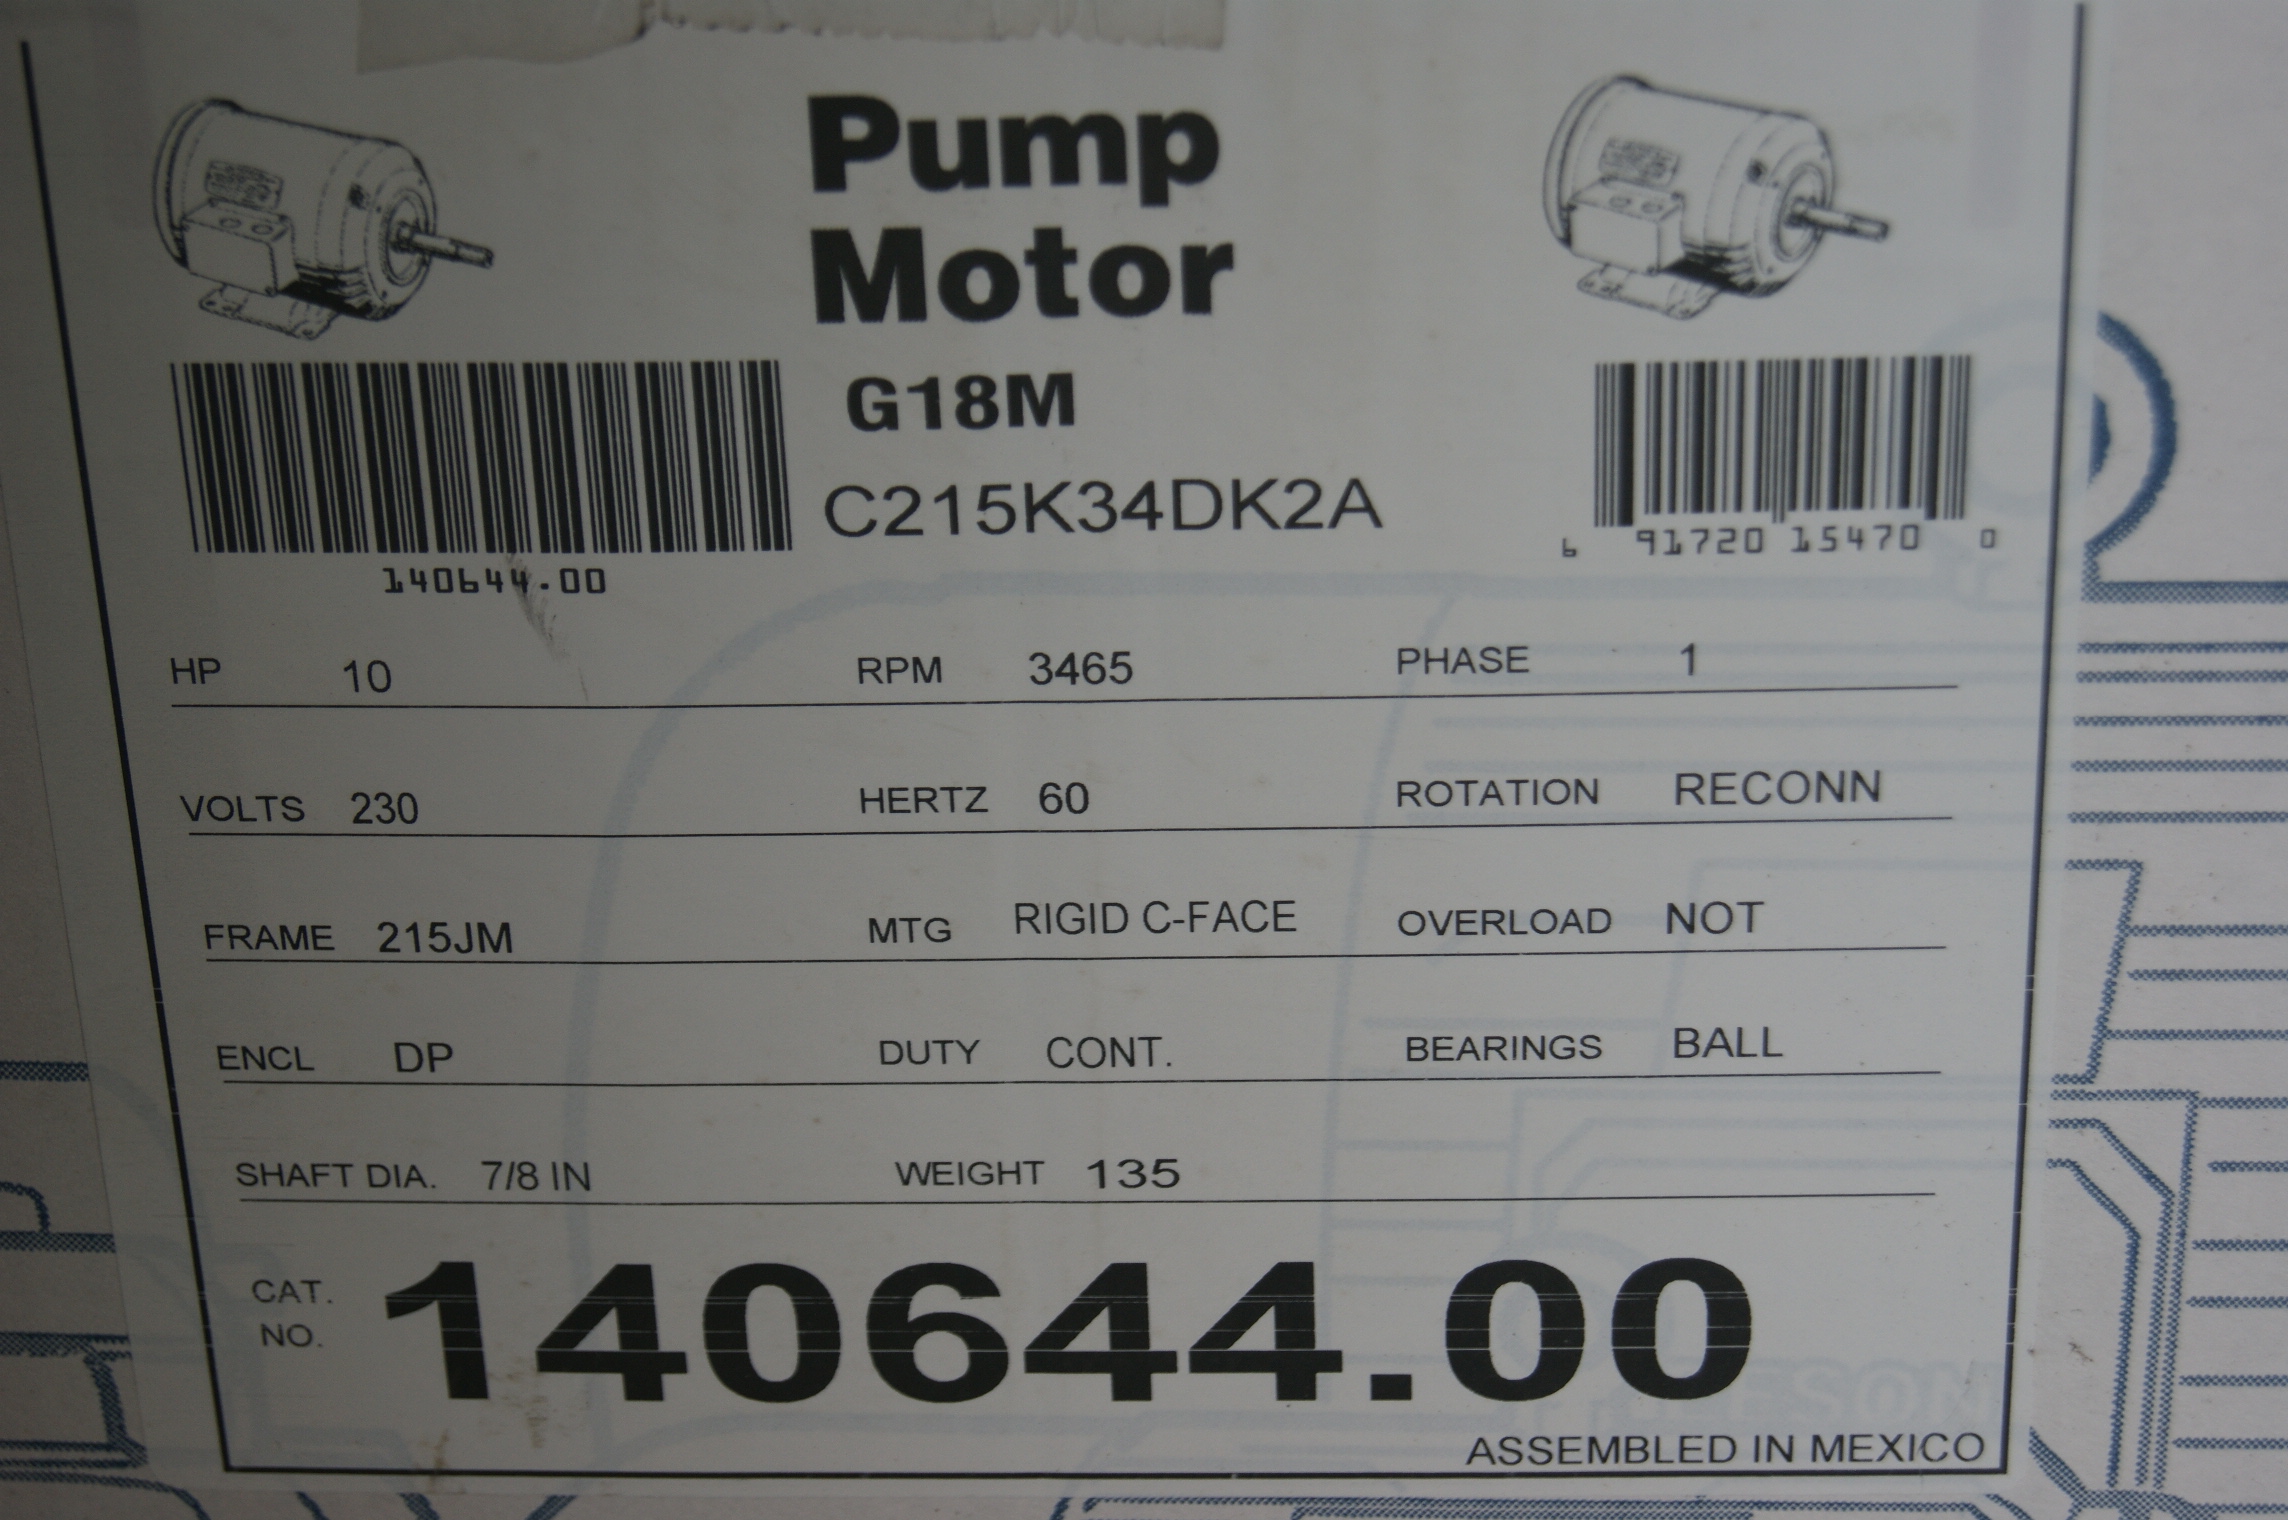 Pump
Motor
G18M
C215K34DK2A
140644.00
6 91720 15470 0
HP 10 RPM 3465 PHASE 1
VOLTS 230 HERTZ 60 ROTATION RECONN
FRAME 215JM MTG RIGID C-FACE OVERLOAD NOT
ENCL DP DUTY CONT. BEARINGS BALL
SHAFT DIA. 7/8 IN WEIGHT 135
CAT. NO. 140644.00
ASSEMBLED IN MEXICO